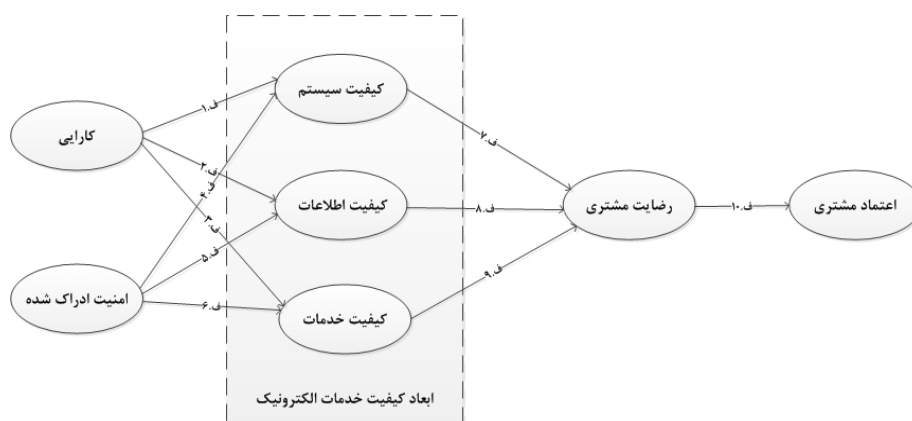 کیفیت سیستم
ف.۱
کارایی
ف.۷
ف.۲
ف.۴
کیفیت اطلاعات
رضایت مشتری
اعتماد مشتری
ف.۸
ف.۱۰
ف.۵
ف.۹
امنیت ادراک شده
ف.۶
کیفیت خدمات
ابعاد کیفیت خدمات الکترونیک